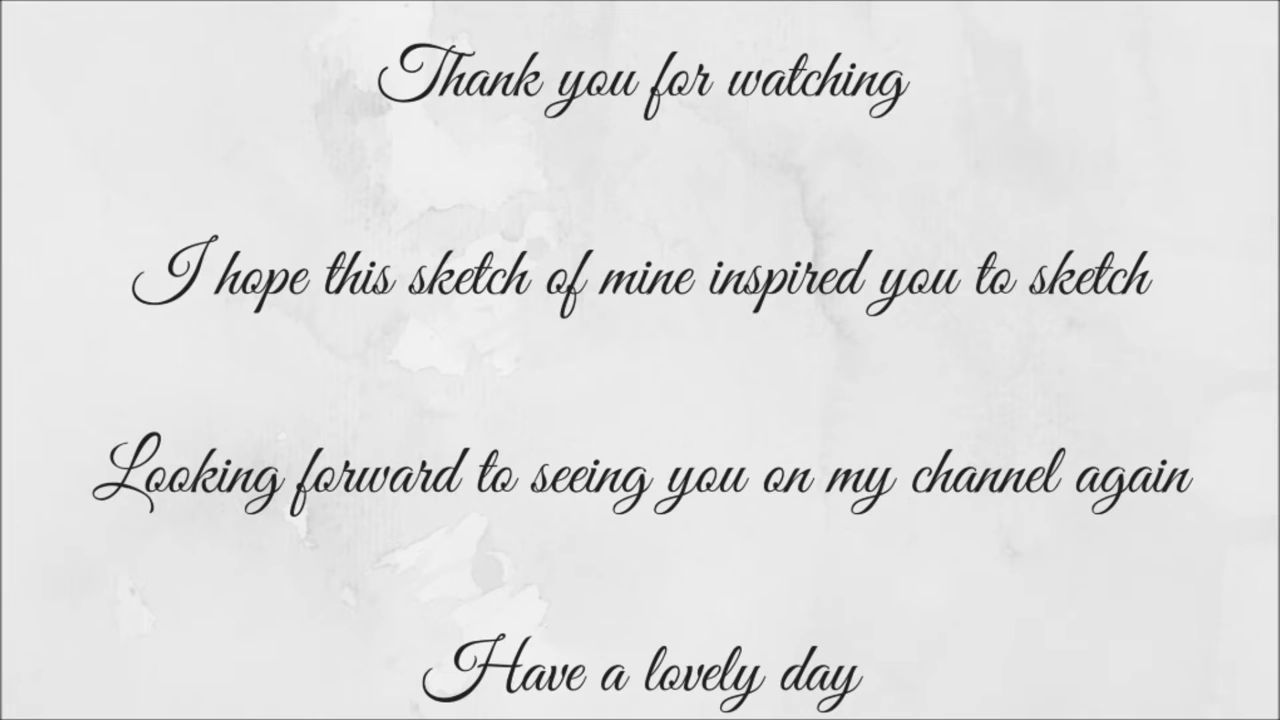 Thank you for watching
I hope this sketch of mine inspired you to sketch
Looking forward to seeing you on my channel again
Have a lovely day